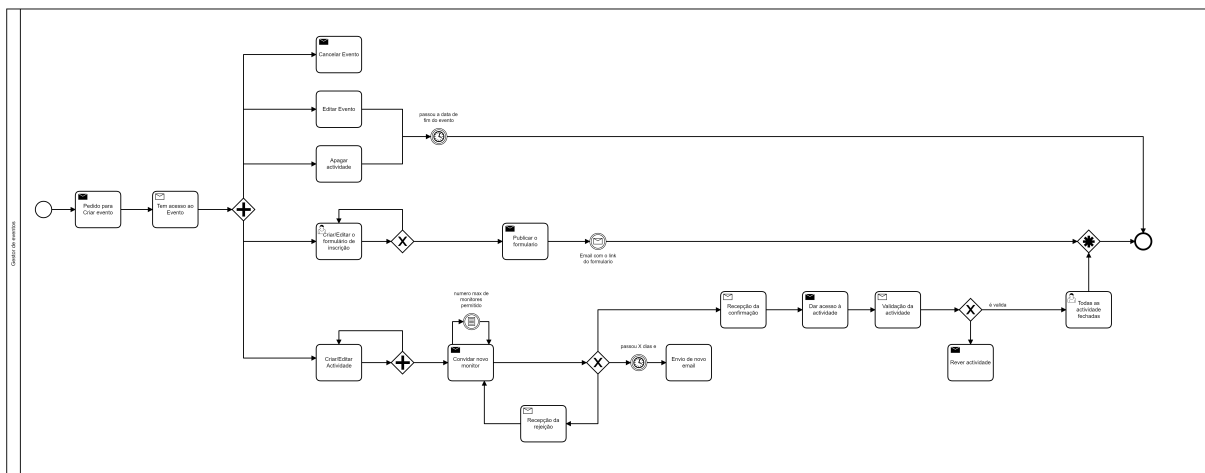 Gestor de eventos
Pedido para
Criar evento
Tem acesso ao
Evento
Cancelar Evento
Editar Evento
Apagar
actividade
passou a data de
fim do evento
Criar/Editar o
formulário de
inscrição
Publicar o
formulario
Email com o link
do formulario
Criar/Editar
Actividade
numero max de
monitores
permitido
Convidar novo
monitor
Recepção da
rejeição
passou X dias e
Envio de novo
email
Recepção da
confirmação
Dar acesso à
actividade
Validação da
actividade
é valida
Rever actividade
Todas as
actividade
fechadas